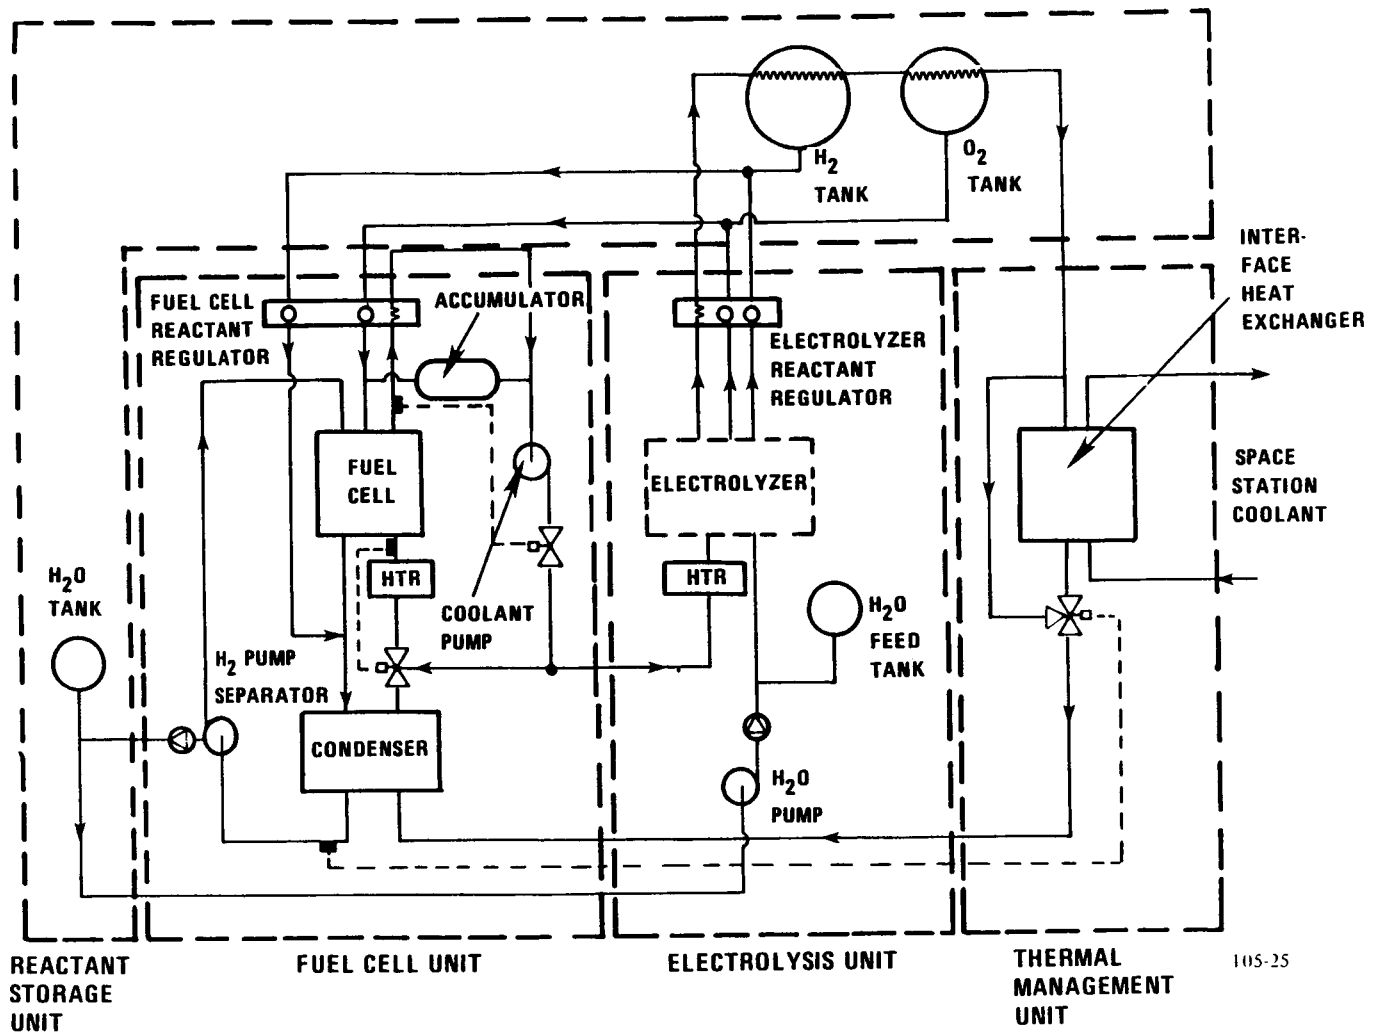 H2
TANK
O2
TANK
INTER-
FACE
HEAT
EXCHANGER
FUEL CELL
REACTANT
REGULATOR
ACCUMULATOR
ELECTROLYZER
REACTANT
REGULATOR
FUEL
CELL
ELECTROLYZER
SPACE
STATION
COOLANT
H2O
TANK
HTR
HTR
COOLANT
PUMP
H2O
FEED
TANK
H2 PUMP
SEPARATOR
CONDENSER
H2O
PUMP
REACTANT
STORAGE
UNIT
FUEL CELL UNIT
ELECTROLYSIS UNIT
THERMAL
MANAGEMENT
UNIT
105-25